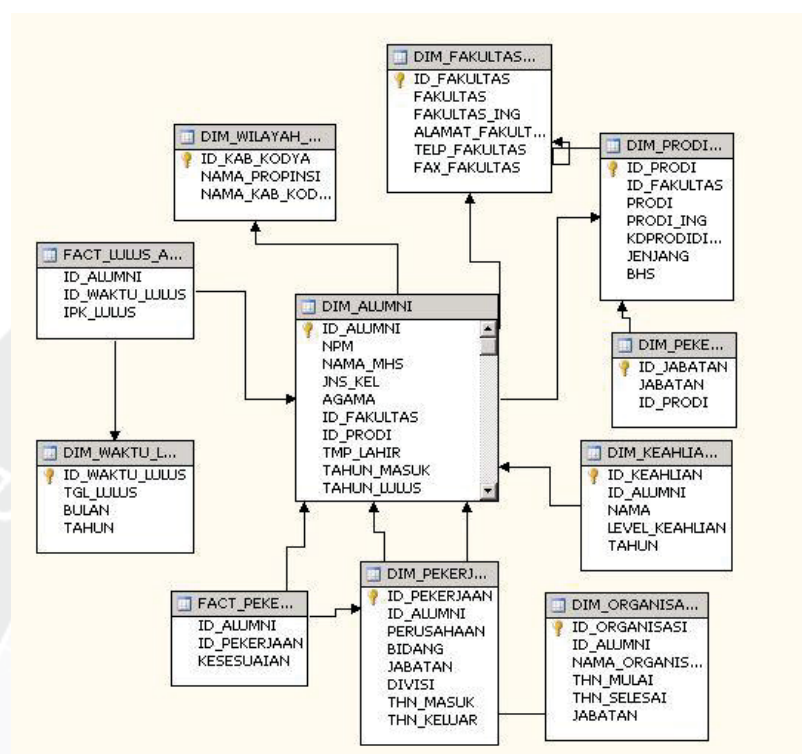 DIM_FAKULTAS...
ID_FAKULTAS
FAKULTAS
FAKULTAS_ING
ALAMAT_FAKULT...
TELP_FAKULTAS
FAX_FAKULTAS
DIM_WILAYAH_...
ID_KAB_KODYA
NAMA_PROPINSI
NAMA_KAB_KOD...
DIM_PRODI...
ID_PRODI
ID_FAKULTAS
PRODI
PRODI_ING
KDPRODIDI...
JENJANG
BHS
FACT_LULUS_A...
ID_ALUMNI
ID_WAKTU_LULUS
IPK_LULUS
DIM_ALUMNI
ID_ALUMNI
NPM
NAMA_MHS
JNS_KEL
AGAMA
ID_FAKULTAS
ID_PRODI
TMP_LAHIR
TAHUN_MASUK
TAHUN_LULUS
DIM_PEKE...
ID_JABATAN
JABATAN
ID_PRODI
DIM_WAKTU_L...
ID_WAKTU_LULUS
TGL_LULUS
BULAN
TAHUN
DIM_KEAHLIA...
ID_KEAHLIAN
ID_ALUMNI
NAMA
LEVEL_KEAHLIAN
TAHUN
FACT_PEKE...
ID_ALUMNI
ID_PEKERJAAN
KESESUAIAN
DIM_PEKERJ...
ID_PEKERJAAN
ID_ALUMNI
PERUSAHAAN
BIDANG
JABATAN
DIVISI
THN_MASUK
THN_KELUAR
DIM_ORGANISA...
ID_ORGANISASI
ID_ALUMNI
NAMA_ORGANIS...
THN_MULAI
THN_SELESAI
JABATAN